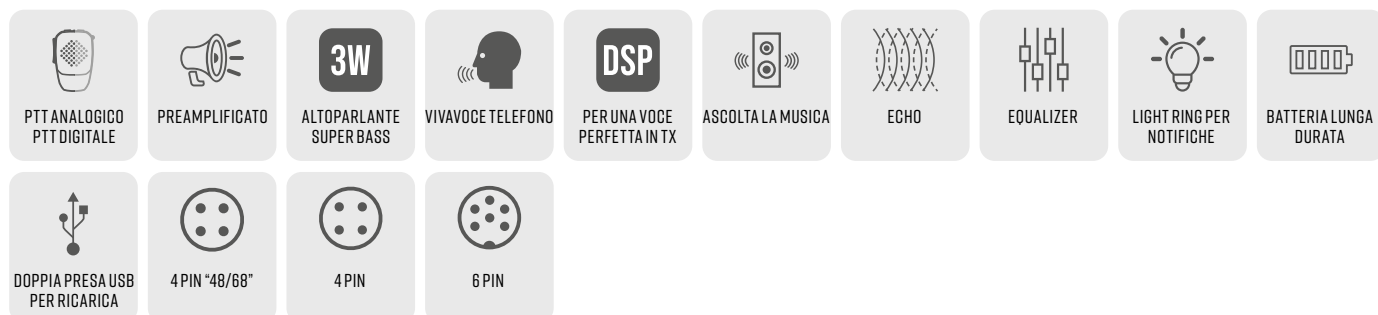 3W
DSP
PTT ANALOGICO
PTT DIGITALE
PREAMPLIFICATO
ALTOPARLANTE
SUPER BASS
VIVAVOCE TELEFONO
PER UNA VOCE
PERFETTA IN TX
ASCOLTA LA MUSICA
ECHO
EQUALIZER
LIGHT RING PER
NOTIFICHE
BATTERIA LUNGA
DURATA
DOPPIA PRESA USB
PER RICARICA
4 PIN “48/68”
4 PIN
6 PIN